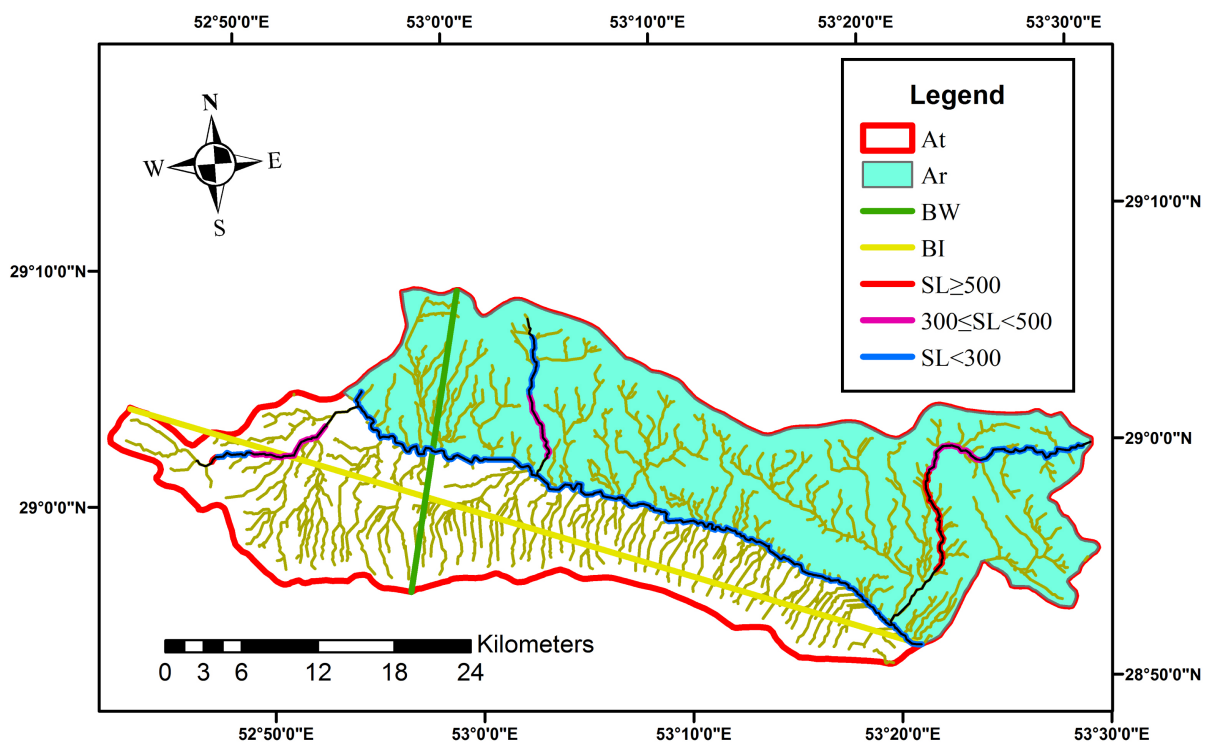 52°50'0"E 53°0'0"E 53°10'0"E 53°20'0"E 53°30'0"E
Legend
N
At
W E
Ar
S
29°10'0"N
BW
BI
29°10'0"N
SL≥500
300≤SL<500
SL<300
29°0'0"N
29°0'0"N
Kilometers
0 3 6 12 18 24
28°50'0"N
52°50'0"E 53°0'0"E 53°10'0"E 53°20'0"E 53°30'0"E